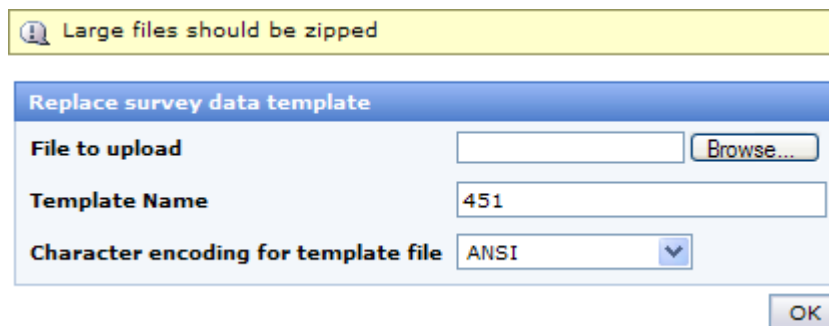 Large files should be zipped
Replace survey data template
File to upload Browse...
Template Name 451
Character encoding for template file ANSI
OK